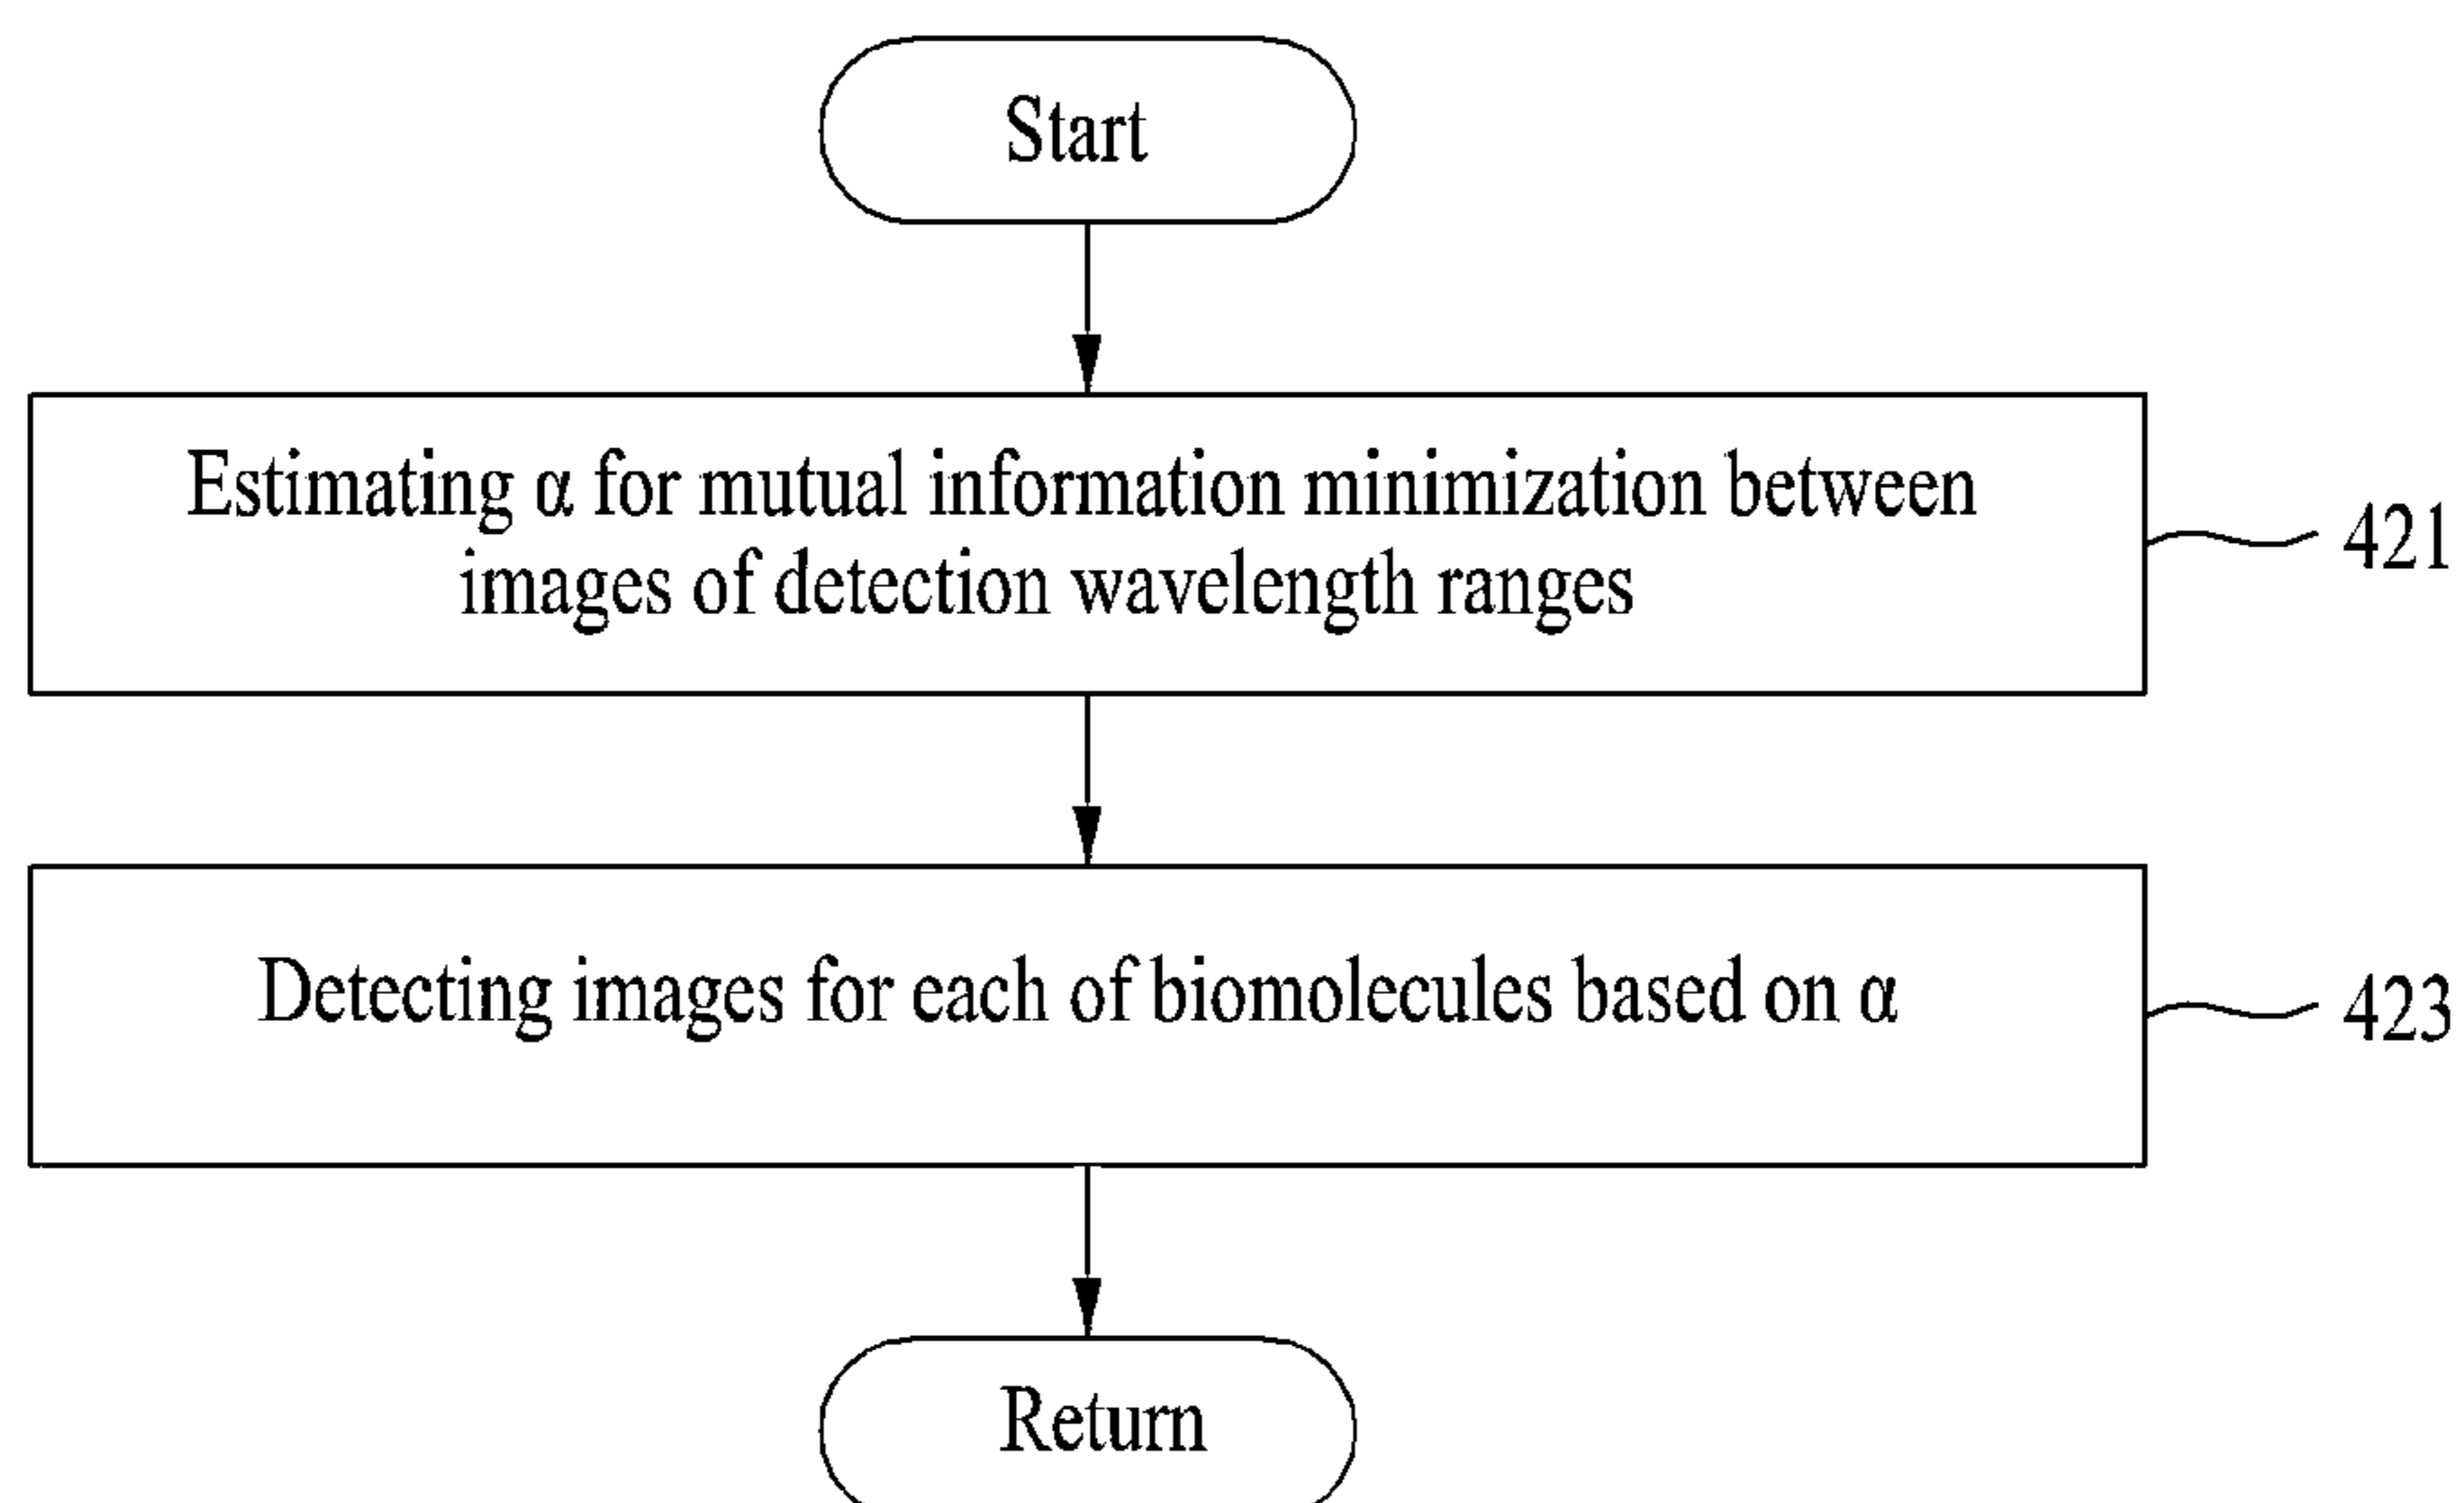 Start
Estimating α for mutual information minimization between
images of detection wavelength ranges
421
Detecting images for each of biomolecules based on α
423
Return